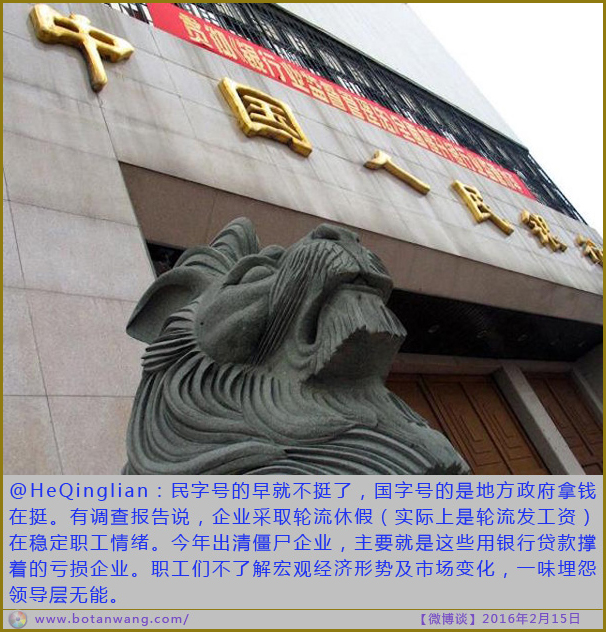 中国人民银
@HeQinglian：民字号的早就不挺了，国字号的是地方政府拿钱
在挺。有调查报告说，企业采取轮流休假（实际上是轮流发工资）
在稳定职工情绪。今年出清僵尸企业，主要就是这些用银行贷款撑
着的亏损企业。职工们不了解宏观经济形势及市场变化，一味埋怨
领导层无能。
www.botanwang.com/
【微博谈】2016年2月15日